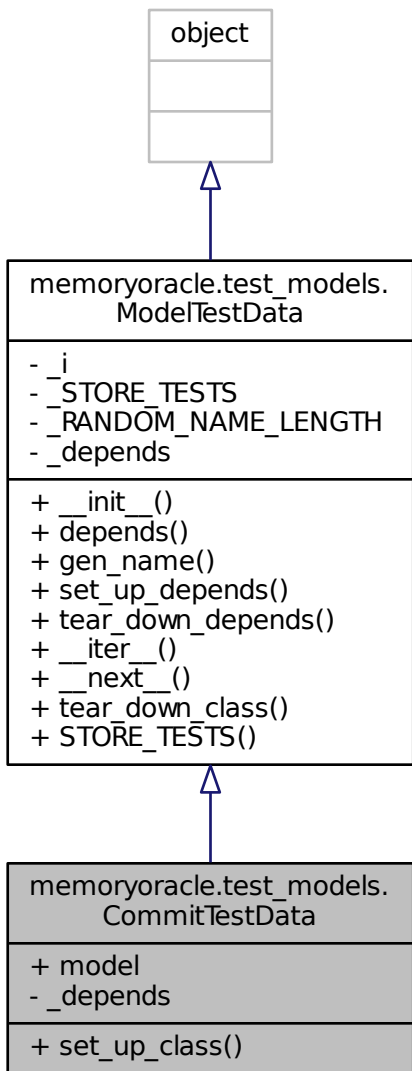 object
memoryoracle.test_models.
ModelTestData
- _i
- _STORE_TESTS
- _RANDOM_NAME_LENGTH
- _depends
+ __init__()
+ depends()
+ gen_name()
+ set_up_depends()
+ tear_down_depends()
+ __iter__()
+ __next__()
+ tear_down_class()
+ STORE_TESTS()
memoryoracle.test_models.
CommitTestData
+ model
- _depends
+ set_up_class()